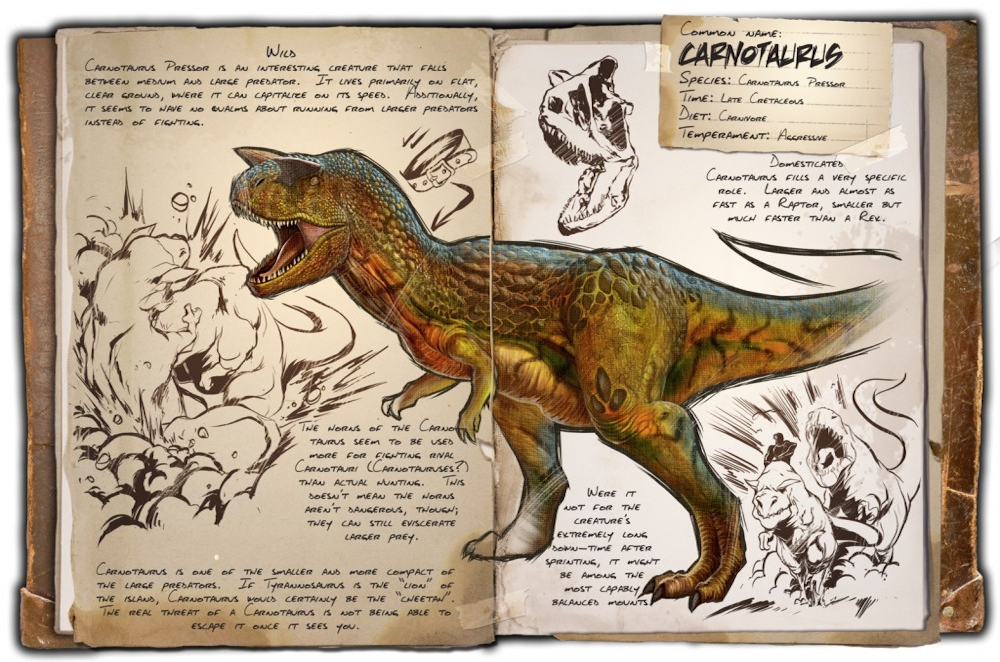 Wild
Carnotaurus Pressor is an interesting creature that falls
between medium and large predator. It lives primarily on flat,
clear ground, where it can capitalize on its speed. Additionally,
it seems to have no qualms about running from larger predators
instead of fighting.
The horns of the Carno
taurus seem to be used
more for fighting rival
Carnotauri (Carnotauruses?)
than actual hunting. This
doesn't mean the horns
aren't dangerous, though;
they can still eviscerate
larger prey.
Carnotaurus is one of the smaller and more compact of
the large predators. If Tyrannosaurus is the "lion" of
the island, Carnotaurus would certainly be the "cheetah".
The real threat of a Carnotaurus is not being able to
escape it once it sees you.
Common name:
CARNOTAURUS
Species: Carnotaurus Pressor
Time: Late Cretaceous
Diet: Carnivore
Temperament: Aggressive
Domesticated
Carnotaurus fills a very specific
role. Larger and almost as
fast as a Raptor, smaller but
much faster than a Rex.
Were it
not for the
creature's
extremely long
down-time after
sprinting, it might
be among the
most capably
balanced mounts